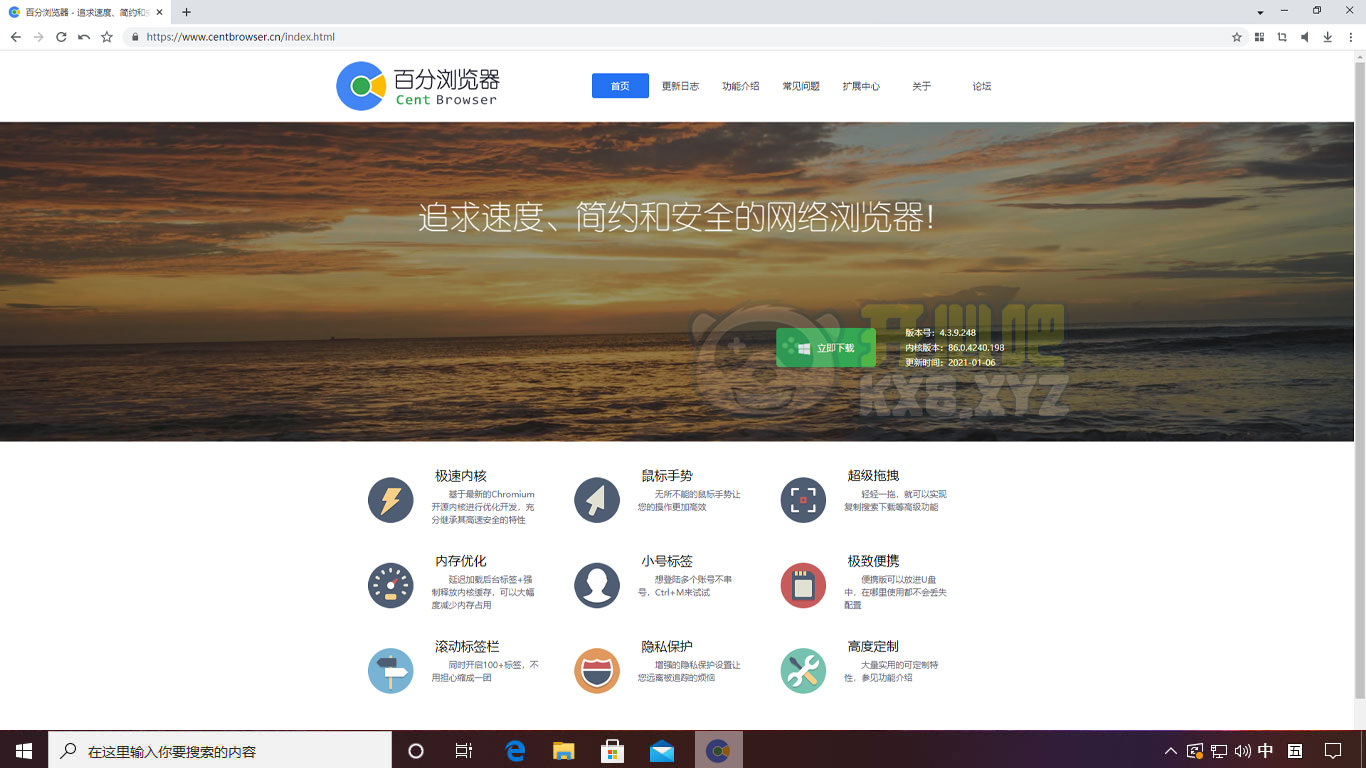 百分浏览器 - 追求速度、简约和安
https://www.centbrowser.cn/index.html
百分浏览器
Cent Browser
首页
更新日志
功能介绍
常见问题
扩展中心
关于
论坛
追求速度、简约和安全的网络浏览器!
立即下载
版本号：4.3.9.248
内核版本：86.0.4240.198
更新时间：2021-01-06
开心吧
KX8.XYZ
极速内核
基于最新的Chromium
开源内核进行优化开发，充
分继承其高速安全的特性
鼠标手势
无所不能的鼠标手势让
您的操作更加高效
超级拖拽
轻轻一拖，就可以实现
复制搜索下载等高级功能
内存优化
延迟加载后台标签+强
制释放内核缓存，可以大幅
度减少内存占用
小号标签
想登陆多个账号不串
号，Ctrl+M来试试
极致便携
便携版可以放进U盘
中，在哪里使用都不会丢失
配置
滚动标签栏
同时开启100+标签，不
用担心缩成一团
隐私保护
增强的隐私保护设置让
您远离被追踪的烦恼
高度定制
大量实用的可定制特
性，参见功能介绍
在这里输入你要搜索的内容
中
五